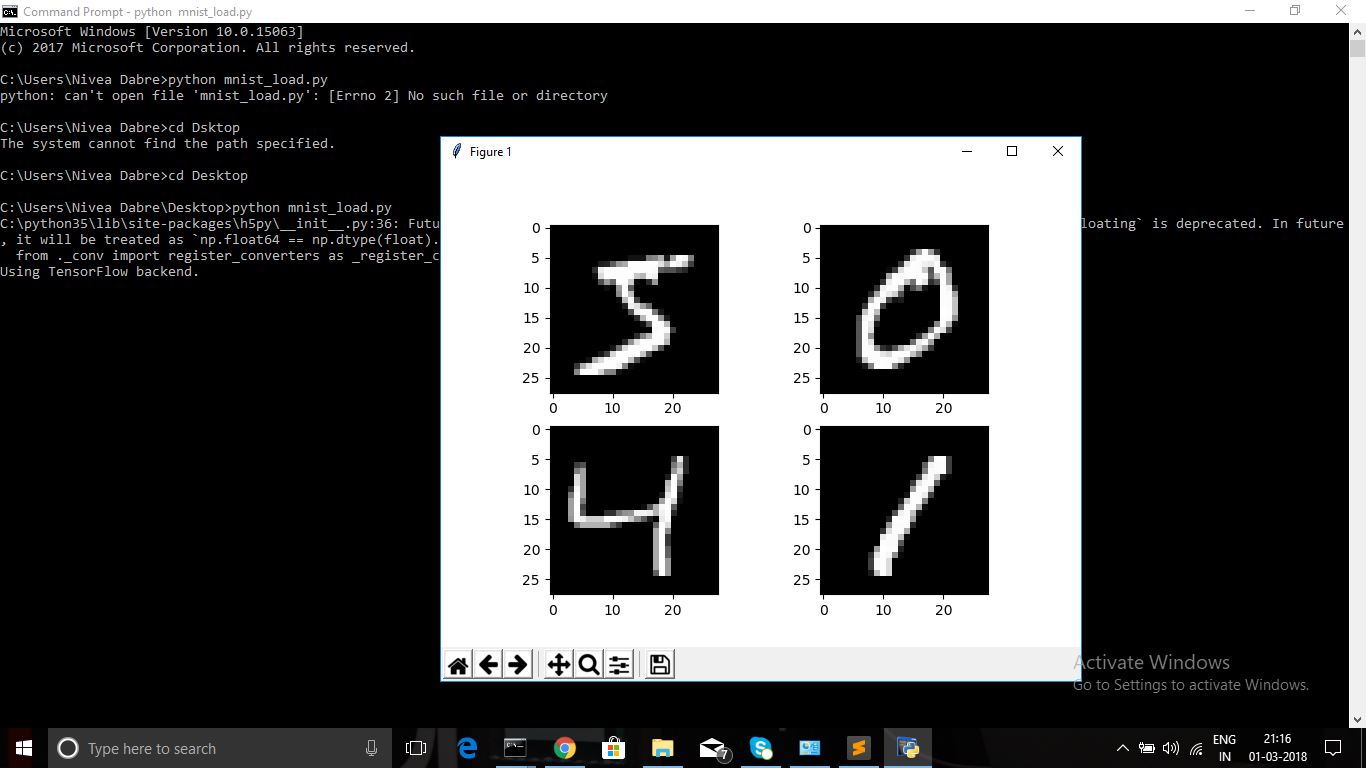 Command Prompt - python  mnist_load.py
Microsoft Windows [Version 10.0.15063]
(c) 2017 Microsoft Corporation. All rights reserved.
C:\Users\Nivea Dabre>python mnist_load.py
python: can't open file 'mnist_load.py': [Errno 2] No such file or directory
C:\Users\Nivea Dabre>cd Dsktop
The system cannot find the path specified.
C:\Users\Nivea Dabre>cd Desktop
C:\Users\Nivea Dabre\Desktop>python mnist_load.py
C:\python35\lib\site-packages\h5py\__init__.py:36: Futu loating` is deprecated. In future
, it will be treated as `np.float64 == np.dtype(float).
from ._conv import register_converters as _register_c
Using TensorFlow backend.
Figure 1
0
5
10
15
20
25
0 10 20
5
0
5
10
15
20
25
0 10 20
0
0
5
10
15
20
25
0 10 20
4
0
5
10
15
20
25
0 10 20
1
Activate Windows
Go to Settings to activate Windows.
Type here to search
7
ENG
IN
21:16
01-03-2018